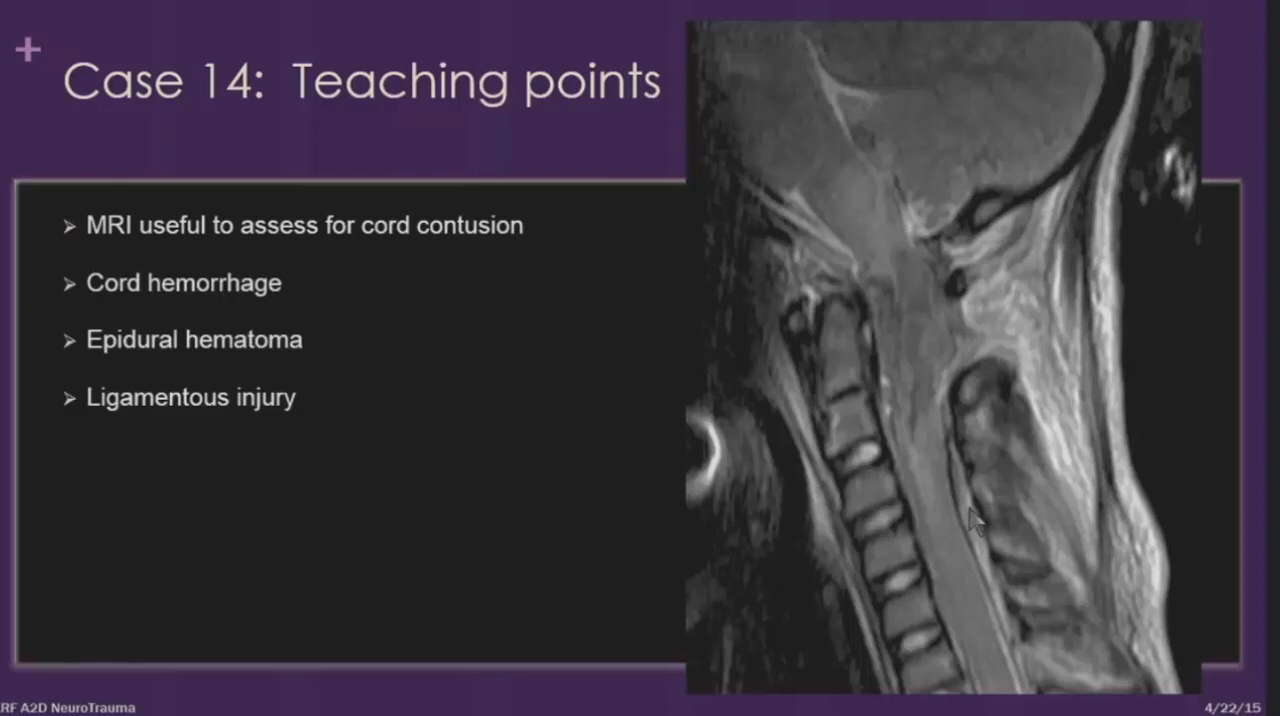 +
Case 14: Teaching points
➢ MRI useful to assess for cord contusion
➢ Cord hemorrhage
➢ Epidural hematoma
➢ Ligamentous injury
RF A2D NeuroTrauma
4/22/15